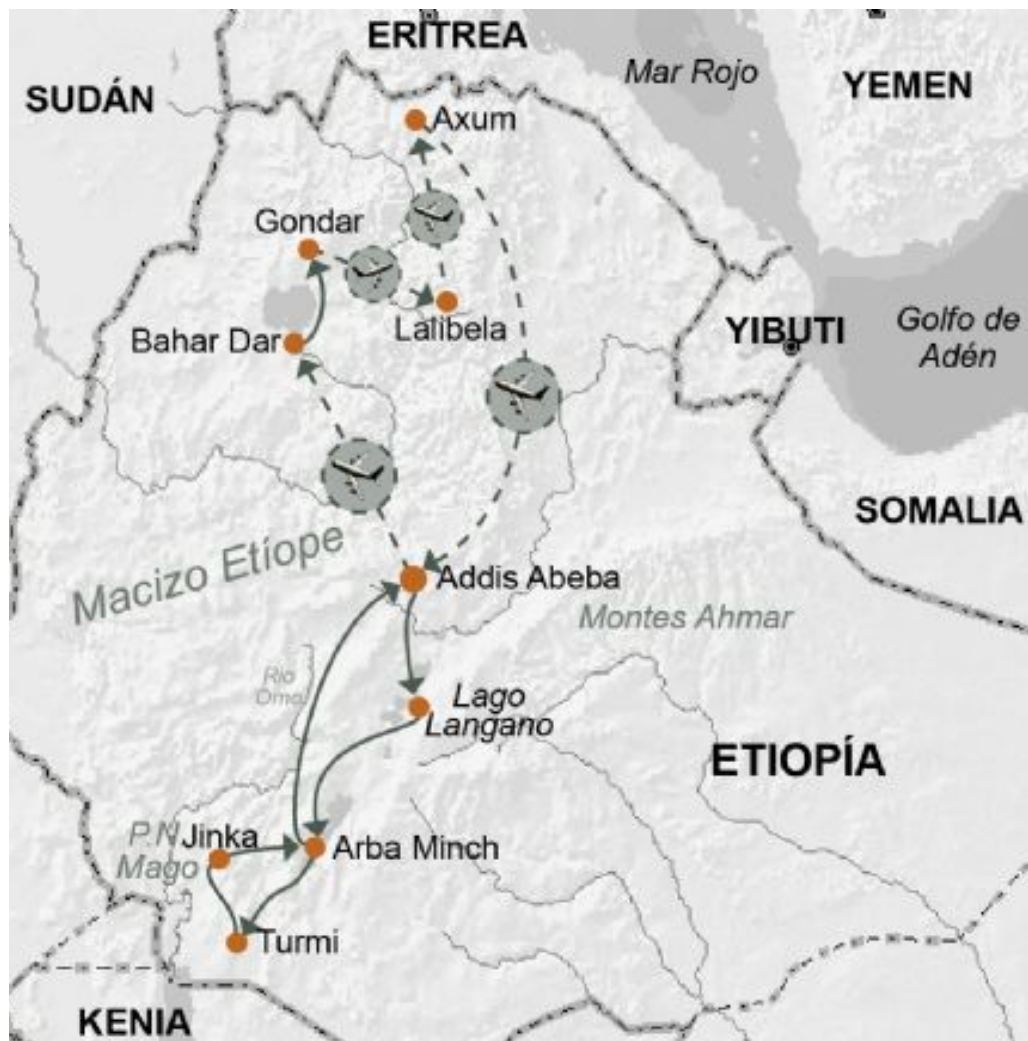 ERITREA
Mar Rojo
YEMEN
SUDÁN
Axum
Gondar
Lalibela
Bahar Dar
YIBUTI
Golfo de
Adén
SOMALIA
Macizo Etíope
Addis Abeba
Montes Ahmar
Rio
Omo
Lago
Langano
ETIOPÍA
P.N
Jinka
Mago
Arba Minch
Turmi
KENIA